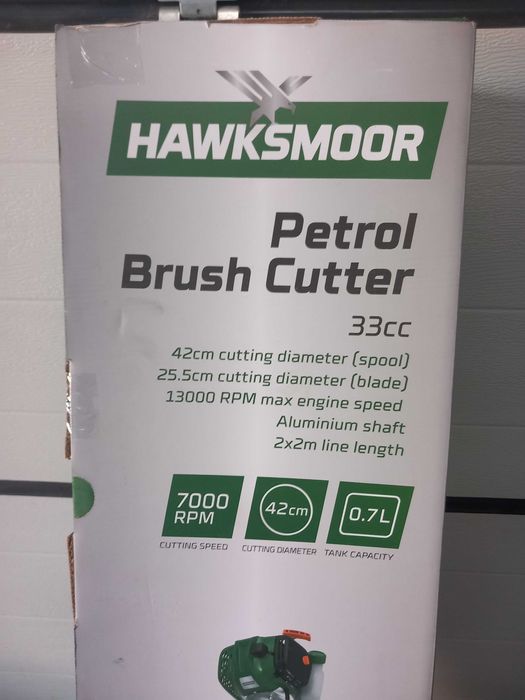 HAWKSMOOR
Petrol
Brush Cutter
33cc
42cm cutting diameter (spool)
25.5cm cutting diameter (blade)
13000 RPM max engine speed
Aluminium shaft
2x2m line length
7000
RPM
CUTTING SPEED
42cm
CUTTING DIAMETER
0.7L
TANK CAPACITY